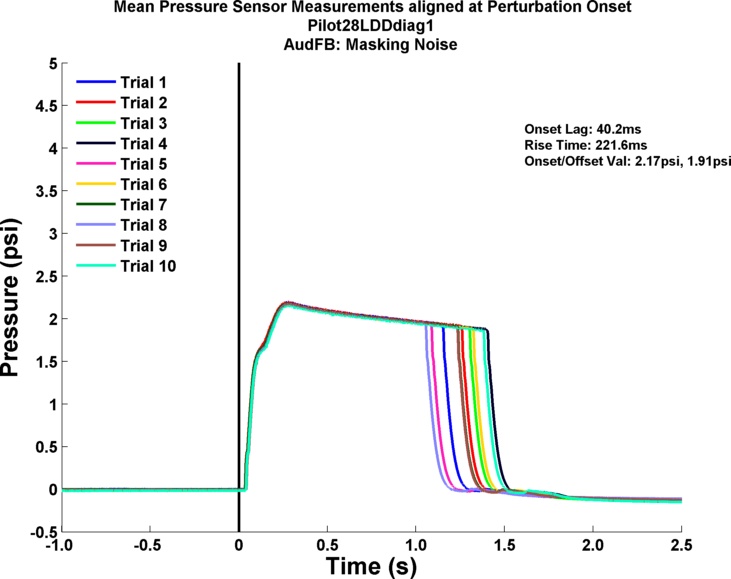 Mean Pressure Sensor Measurements aligned at Perturbation Onset
Pilot28LDDdiag1
AudFB: Masking Noise
5
4.5
4
3.5
3
2.5
2
1.5
1
0.5
0
-0.5
Pressure (psi)
Trial 1
Trial 2
Trial 3
Trial 4
Trial 5
Trial 6
Trial 7
Trial 8
Trial 9
Trial 10
Onset Lag: 40.2ms
Rise Time: 221.6ms
Onset/Offset Val: 2.17psi, 1.91psi
-1.0 -0.5 0 0.5 1.0 1.5 2.0 2.5
Time (s)